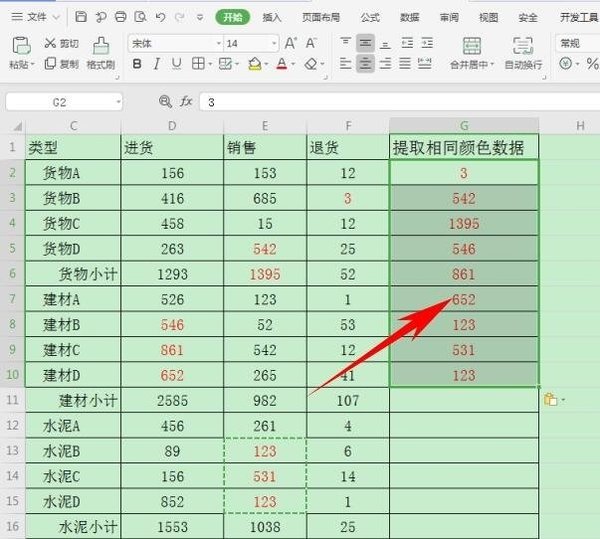 文件 开始 插入 页面布局 公式 数据 审阅 视图 安全 开发工具
剪切 宋体 14 A⁺ A⁻ 常规
粘贴 复制 格式刷 B I U A 合并居中 自动换行 ¥ %
G2 fx 3
C D E F G H
1 类型 进货 销售 退货 提取相同颜色数据
2 货物A 156 153 12 3
3 货物B 416 685 3 542
4 货物C 458 15 12 1395
5 货物D 263 542 25 546
6 货物小计 1293 1395 52 861
7 建材A 526 123 1 652
8 建材B 546 52 53 123
9 建材C 861 542 12 531
10 建材D 652 265 41 123
11 建材小计 2585 982 107
12 水泥A 456 261 4
13 水泥B 89 123 6
14 水泥C 156 531 14
15 水泥D 852 123 1
16 水泥小计 1553 1038 25